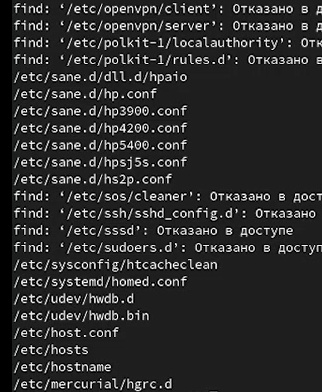 find: ‘/etc/openvpn/client’: Отказано в д
find: ‘/etc/openvpn/server’: Отказано в д
find: ‘/etc/polkit-1/localauthority’: Отк
find: ‘/etc/polkit-1/rules.d’: Отказано в
/etc/sane.d/dll.d/hpaio
/etc/sane.d/hp.conf
/etc/sane.d/hp3900.conf
/etc/sane.d/hp4200.conf
/etc/sane.d/hp5400.conf
/etc/sane.d/hpsj5s.conf
/etc/sane.d/hs2p.conf
find: ‘/etc/sos/cleaner’: Отказано в дост
find: ‘/etc/ssh/sshd_config.d’: Отказано
find: ‘/etc/sssd’: Отказано в доступе
find: ‘/etc/sudoers.d’: Отказано в доступ
/etc/sysconfig/htcacheclean
/etc/systemd/homed.conf
/etc/udev/hwdb.d
/etc/udev/hwdb.bin
/etc/host.conf
/etc/hosts
/etc/hostname
/etc/mercurial/hgrc.d